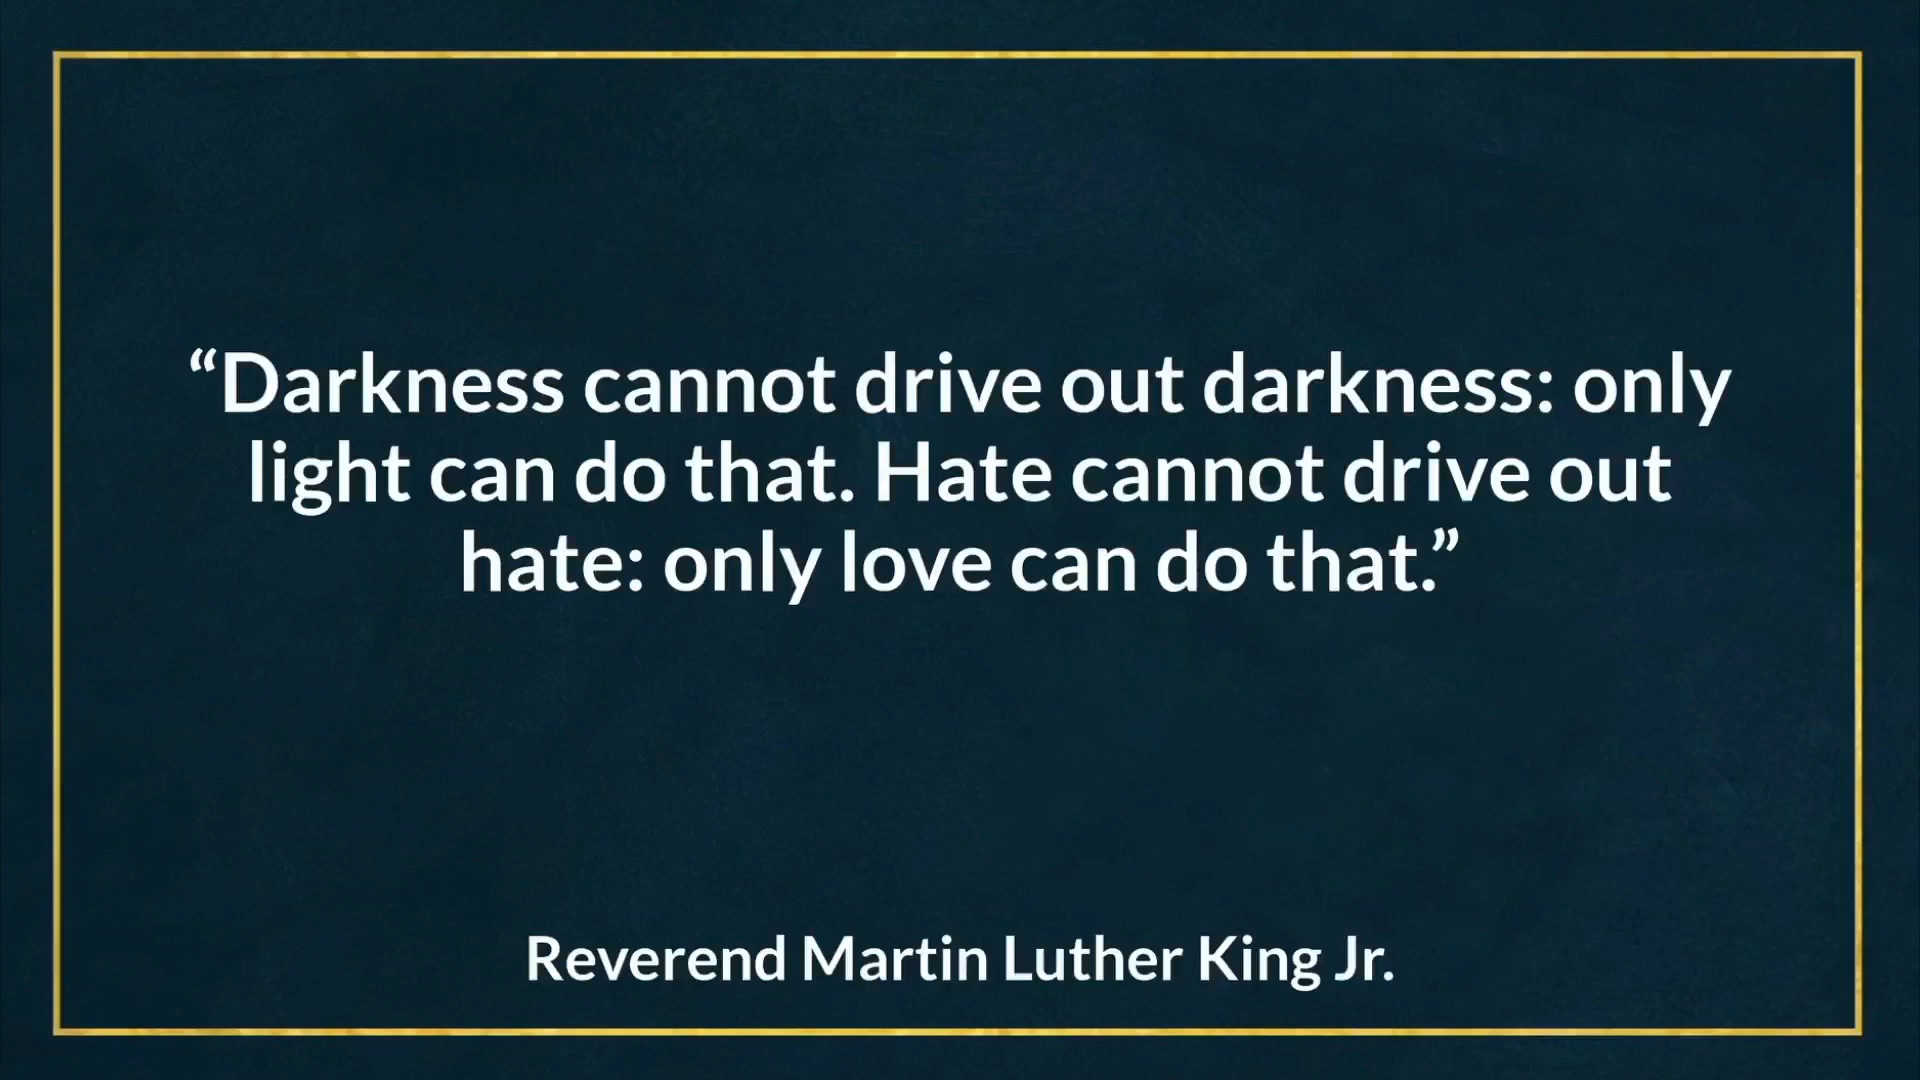 “Darkness cannot drive out darkness: only
light can do that. Hate cannot drive out
hate: only love can do that.”
Reverend Martin Luther King Jr.